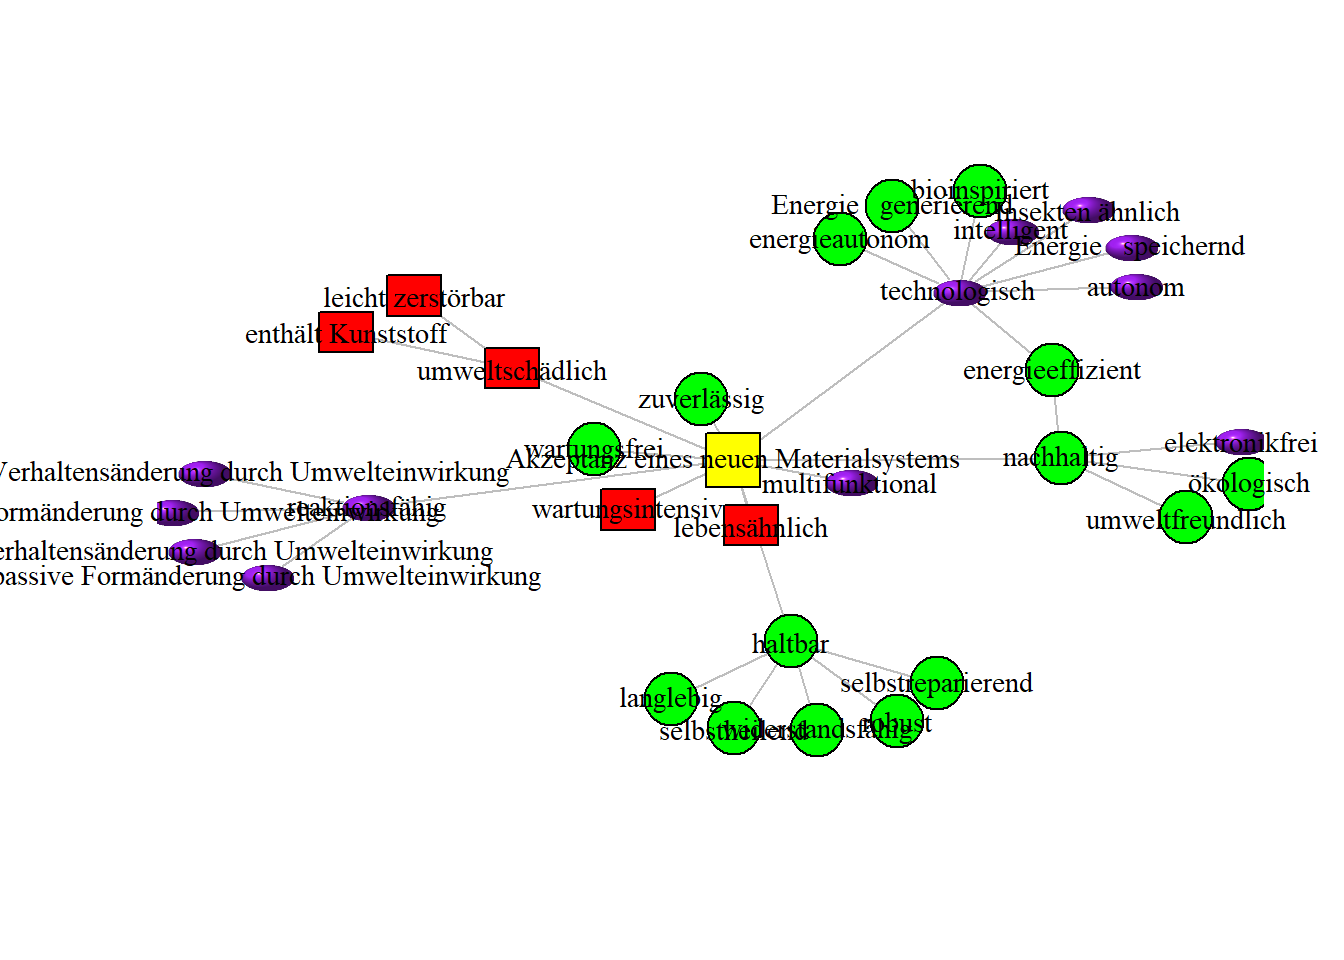 bioinspiriert
Energie generierend
insekten ähnlich
intelligent
energieautonom
Energie speichernd
technologisch
autonom
leicht zerstörbar
enthält Kunststoff
umweltschädlich
energieeffizient
zuverlässig
wartungsfrei
elektronikfrei
Akzeptanz eines neuen Materialsystems
nachhaltig
Verhaltensänderung durch Umwelteinwirkung
multifunktional
ökologisch
reaktionsfähig
wartungsintensiv
ormänderung durch Umwelteinwirkung
umweltfreundlich
lebensähnlich
erhaltensänderung durch Umwelteinwirkung
passive Formänderung durch Umwelteinwirkung
haltbar
selbstreparierend
langlebig
robust
selbstheilend
widerstandsfähig